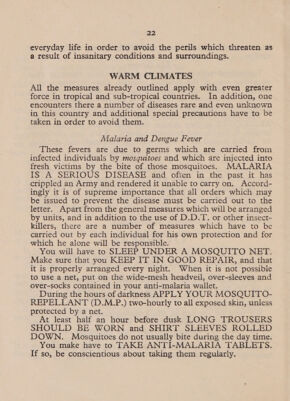 22
everyday life in order to avoid the perils which threaten as
a result of insanitary conditions and surroundings.
WARM CLIMATES
All the measures already outlined apply with even greater
force in tropical and sub-tropical countries. In addition, one
encounters there a number of diseases rare and even unknown
in this country and additional special precautions have to be
taken in order to avoid them.
Malaria and Dengue Fever
These fevers are due to germs which are carried from
infected individuals by mosquitoes and which are injected into
fresh victims by the bite of those mosquitoes. MALARIA
IS A SERIOUS DISEASE and often in the past it has
crippled an Army and rendered it unable to carry on. Accord-
ingly it is of supreme importance that all orders which may
be issued to prevent the disease must be carried out to the
letter. Apart from the general measures which will be arranged
by units, and in addition to the use of D.D.T. or other insect-
killers, there are a number of measures which have to be
carried out by each individual for his own protection and for
which he alone will be responsible.
You will have to SLEEP UNDER A MOSQUITO NET.
Make sure that you KEEP IT IN GOOD REPAIR, and that
it is properly arranged every night. When it is not possible
to use a net, put on the wide-mesh headveil, over-sleeves and
over-socks contained in your anti-malaria wallet.
During the hours of darkness APPLY YOUR MOSQUITO-
REPELLANT (D.M.P.) two-hourly to all exposed skin, unless
protected by a net.
At least half an hour before dusk LONG TROUSERS
SHOULD BE WORN and SHIRT SLEEVES ROLLED
DOWN. Mosquitoes do not usually bite during the day time.
You make have to TAKE ANTI-MALARIA TABLETS.
If so, be conscientious about taking them regularly.